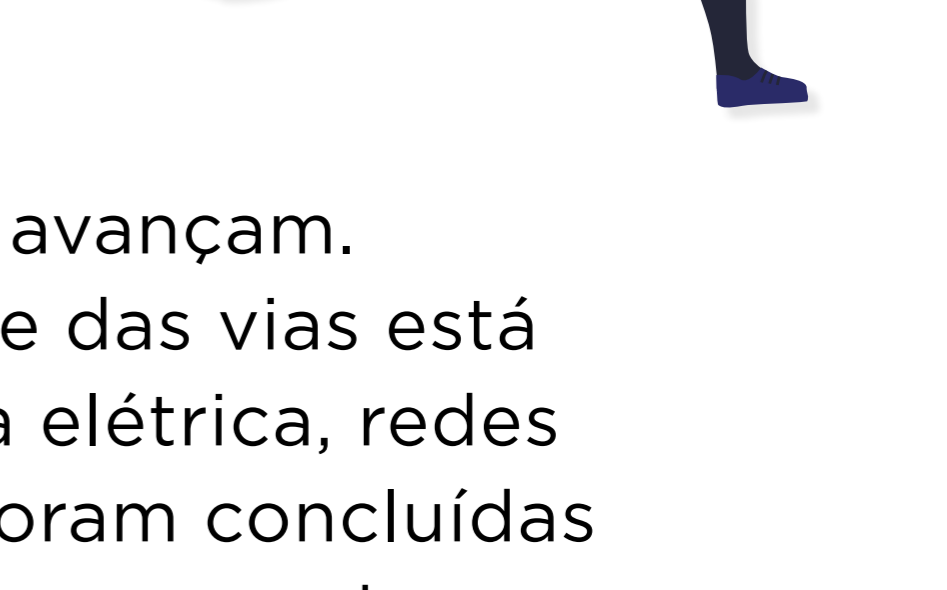 avançam.
e das vias está
elétrica, redes
oram concluídas